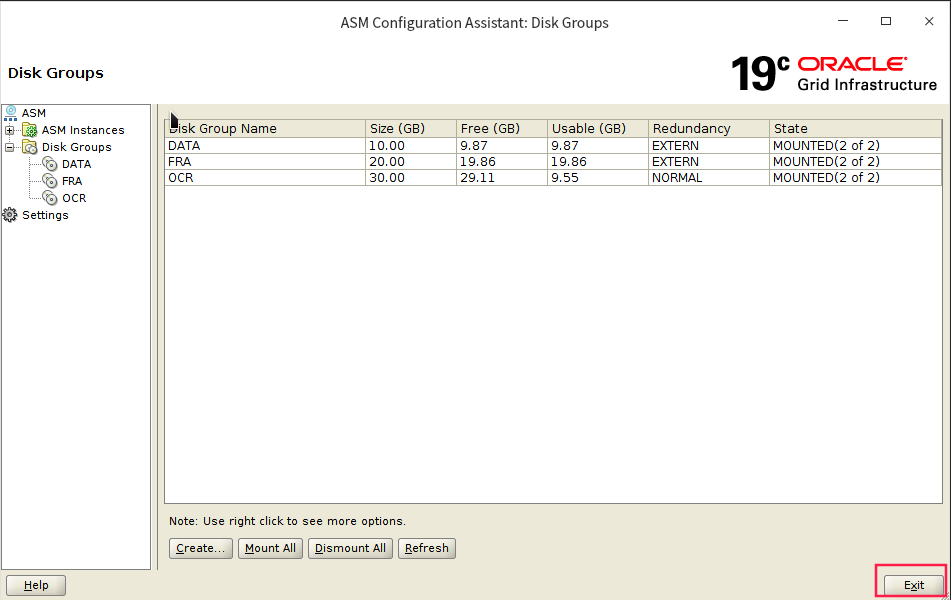 ASM Configuration Assistant: Disk Groups
Disk Groups
19c ORACLE
Grid Infrastructure
ASM
ASM Instances
Disk Groups
DATA
FRA
OCR
Settings
Disk Group Name Size (GB) Free (GB) Usable (GB) Redundancy State
DATA 10.00 9.87 9.87 EXTERN MOUNTED(2 of 2)
FRA 20.00 19.86 19.86 EXTERN MOUNTED(2 of 2)
OCR 30.00 29.11 9.55 NORMAL MOUNTED(2 of 2)
Note: Use right click to see more options.
Create... Mount All Dismount All Refresh
Help Exit